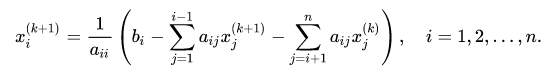 $x_i^{(k+1)} = \frac{1}{a_{ii}} \left( b_i - \sum_{j=1}^{i-1} a_{ij} x_j^{(k+1)} - \sum_{j=i+1}^{n} a_{ij} x_j^{(k)} \right), \quad i = 1, 2, \ldots, n.$